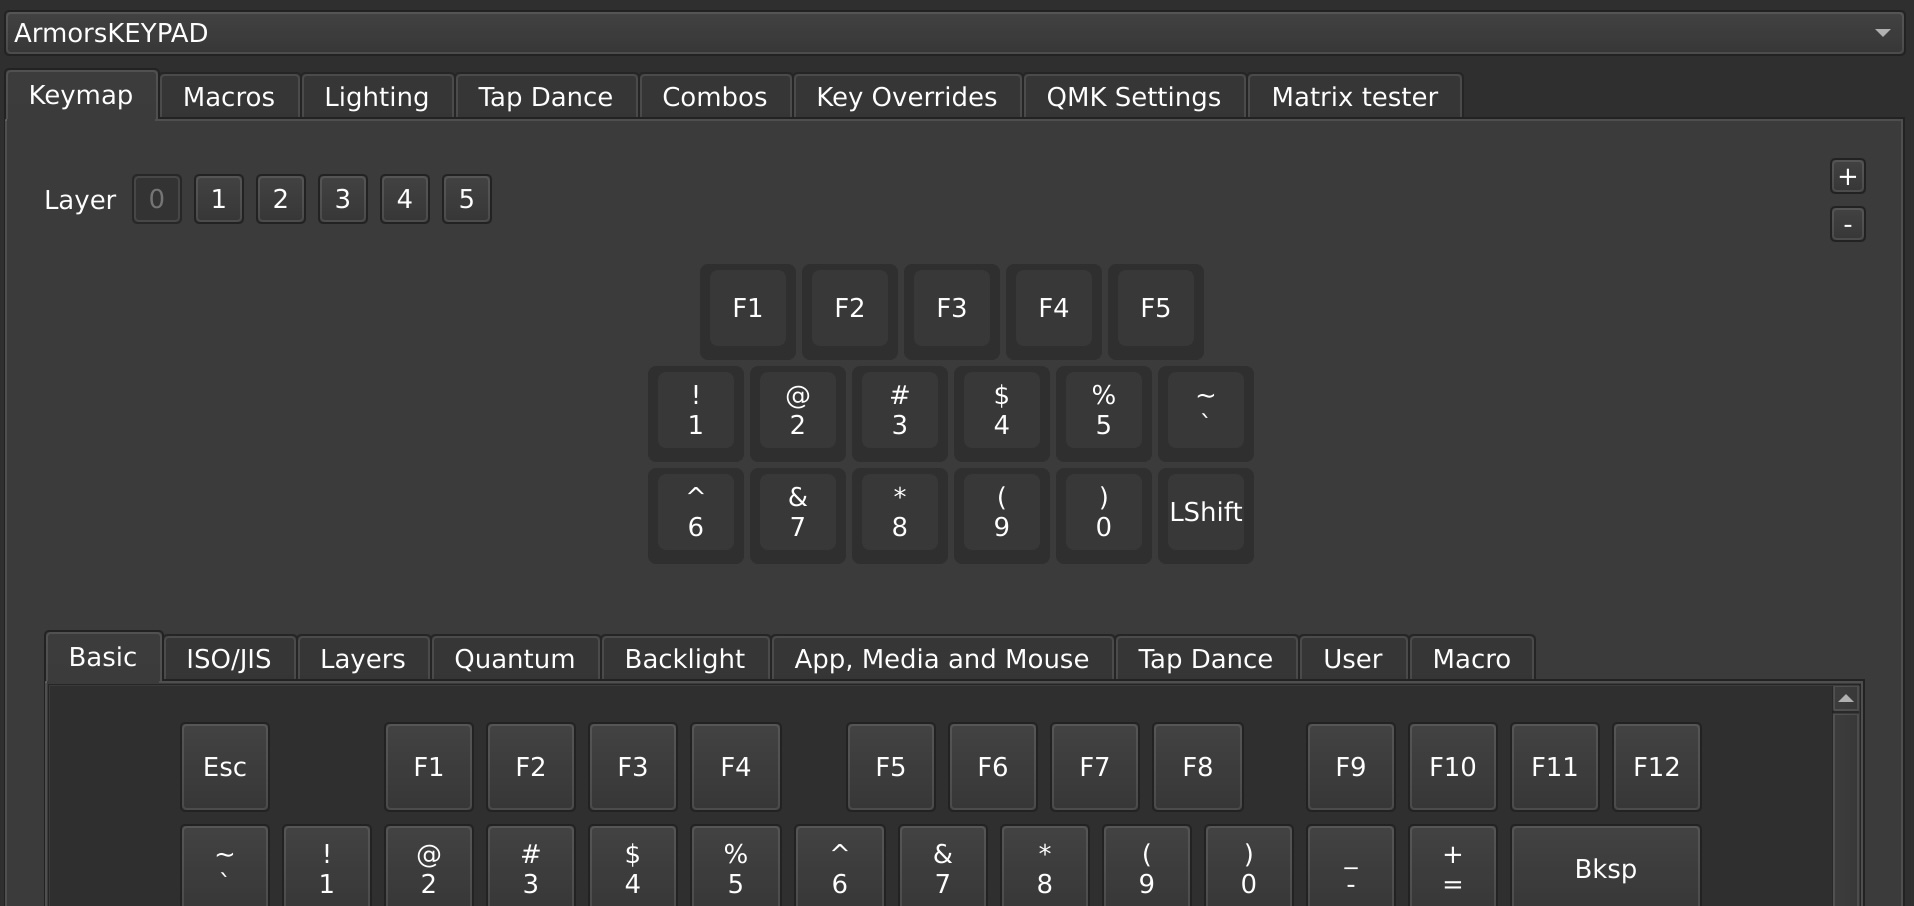 ArmorsKEYPAD
Keymap Macros Lighting Tap Dance Combos Key Overrides QMK Settings Matrix tester
Layer 0 1 2 3 4 5
+
-
F1 F2 F3 F4 F5
! @ # $ % ~
1 2 3 4 5 `
^ & * ( )
6 7 8 9 0 LShift
Basic ISO/JIS Layers Quantum Backlight App, Media and Mouse Tap Dance User Macro
Esc F1 F2 F3 F4 F5 F6 F7 F8 F9 F10 F11 F12
~ ! @ # $ % ^ & * ( ) _ +
` 1 2 3 4 5 6 7 8 9 0 - = Bksp